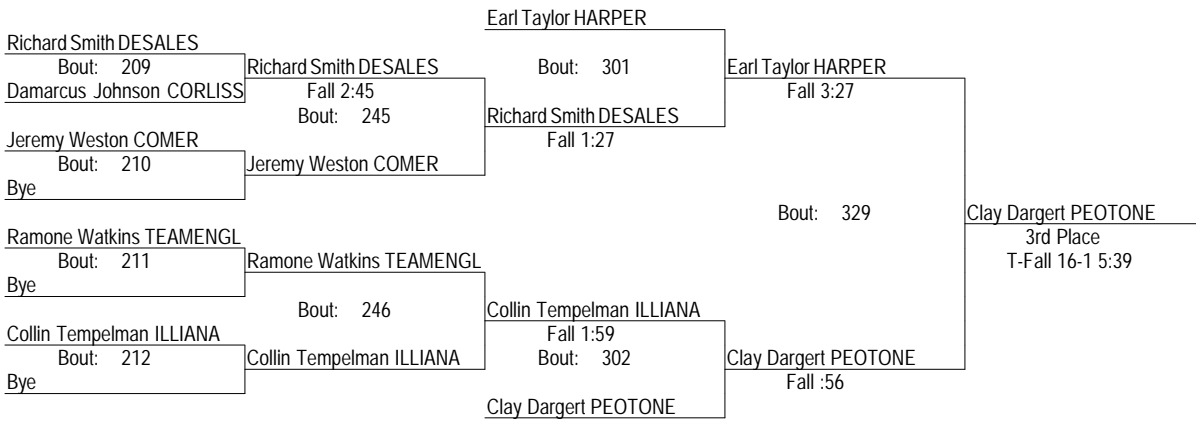 Earl Taylor HARPER
Richard Smith DESALES
Bout: 209 Richard Smith DESALES Bout: 301 Earl Taylor HARPER
Damarcus Johnson CORLISS Fall 2:45 Fall 3:27
Bout: 245 Richard Smith DESALES
Jeremy Weston COMER Fall 1:27
Bout: 210 Jeremy Weston COMER
Bye
Bout: 329 Clay Dargert PEOTONE
Ramone Watkins TEAMENGL 3rd Place
Bout: 211 Ramone Watkins TEAMENGL T-Fall 16-1 5:39
Bye
Bout: 246 Collin Tempelman ILLIANA
Collin Tempelman ILLIANA Fall 1:59
Bout: 212 Collin Tempelman ILLIANA Bout: 302 Clay Dargert PEOTONE
Bye Fall :56
Clay Dargert PEOTONE